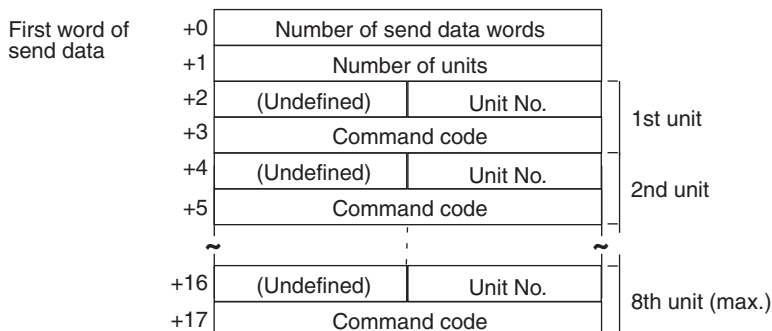 First word of
send data
+0 Number of send data words
+1 Number of units
+2 (Undefined) Unit No.
+3 Command code
1st unit
+4 (Undefined) Unit No.
+5 Command code
2nd unit
~ ~
+16 (Undefined) Unit No.
+17 Command code
8th unit (max.)